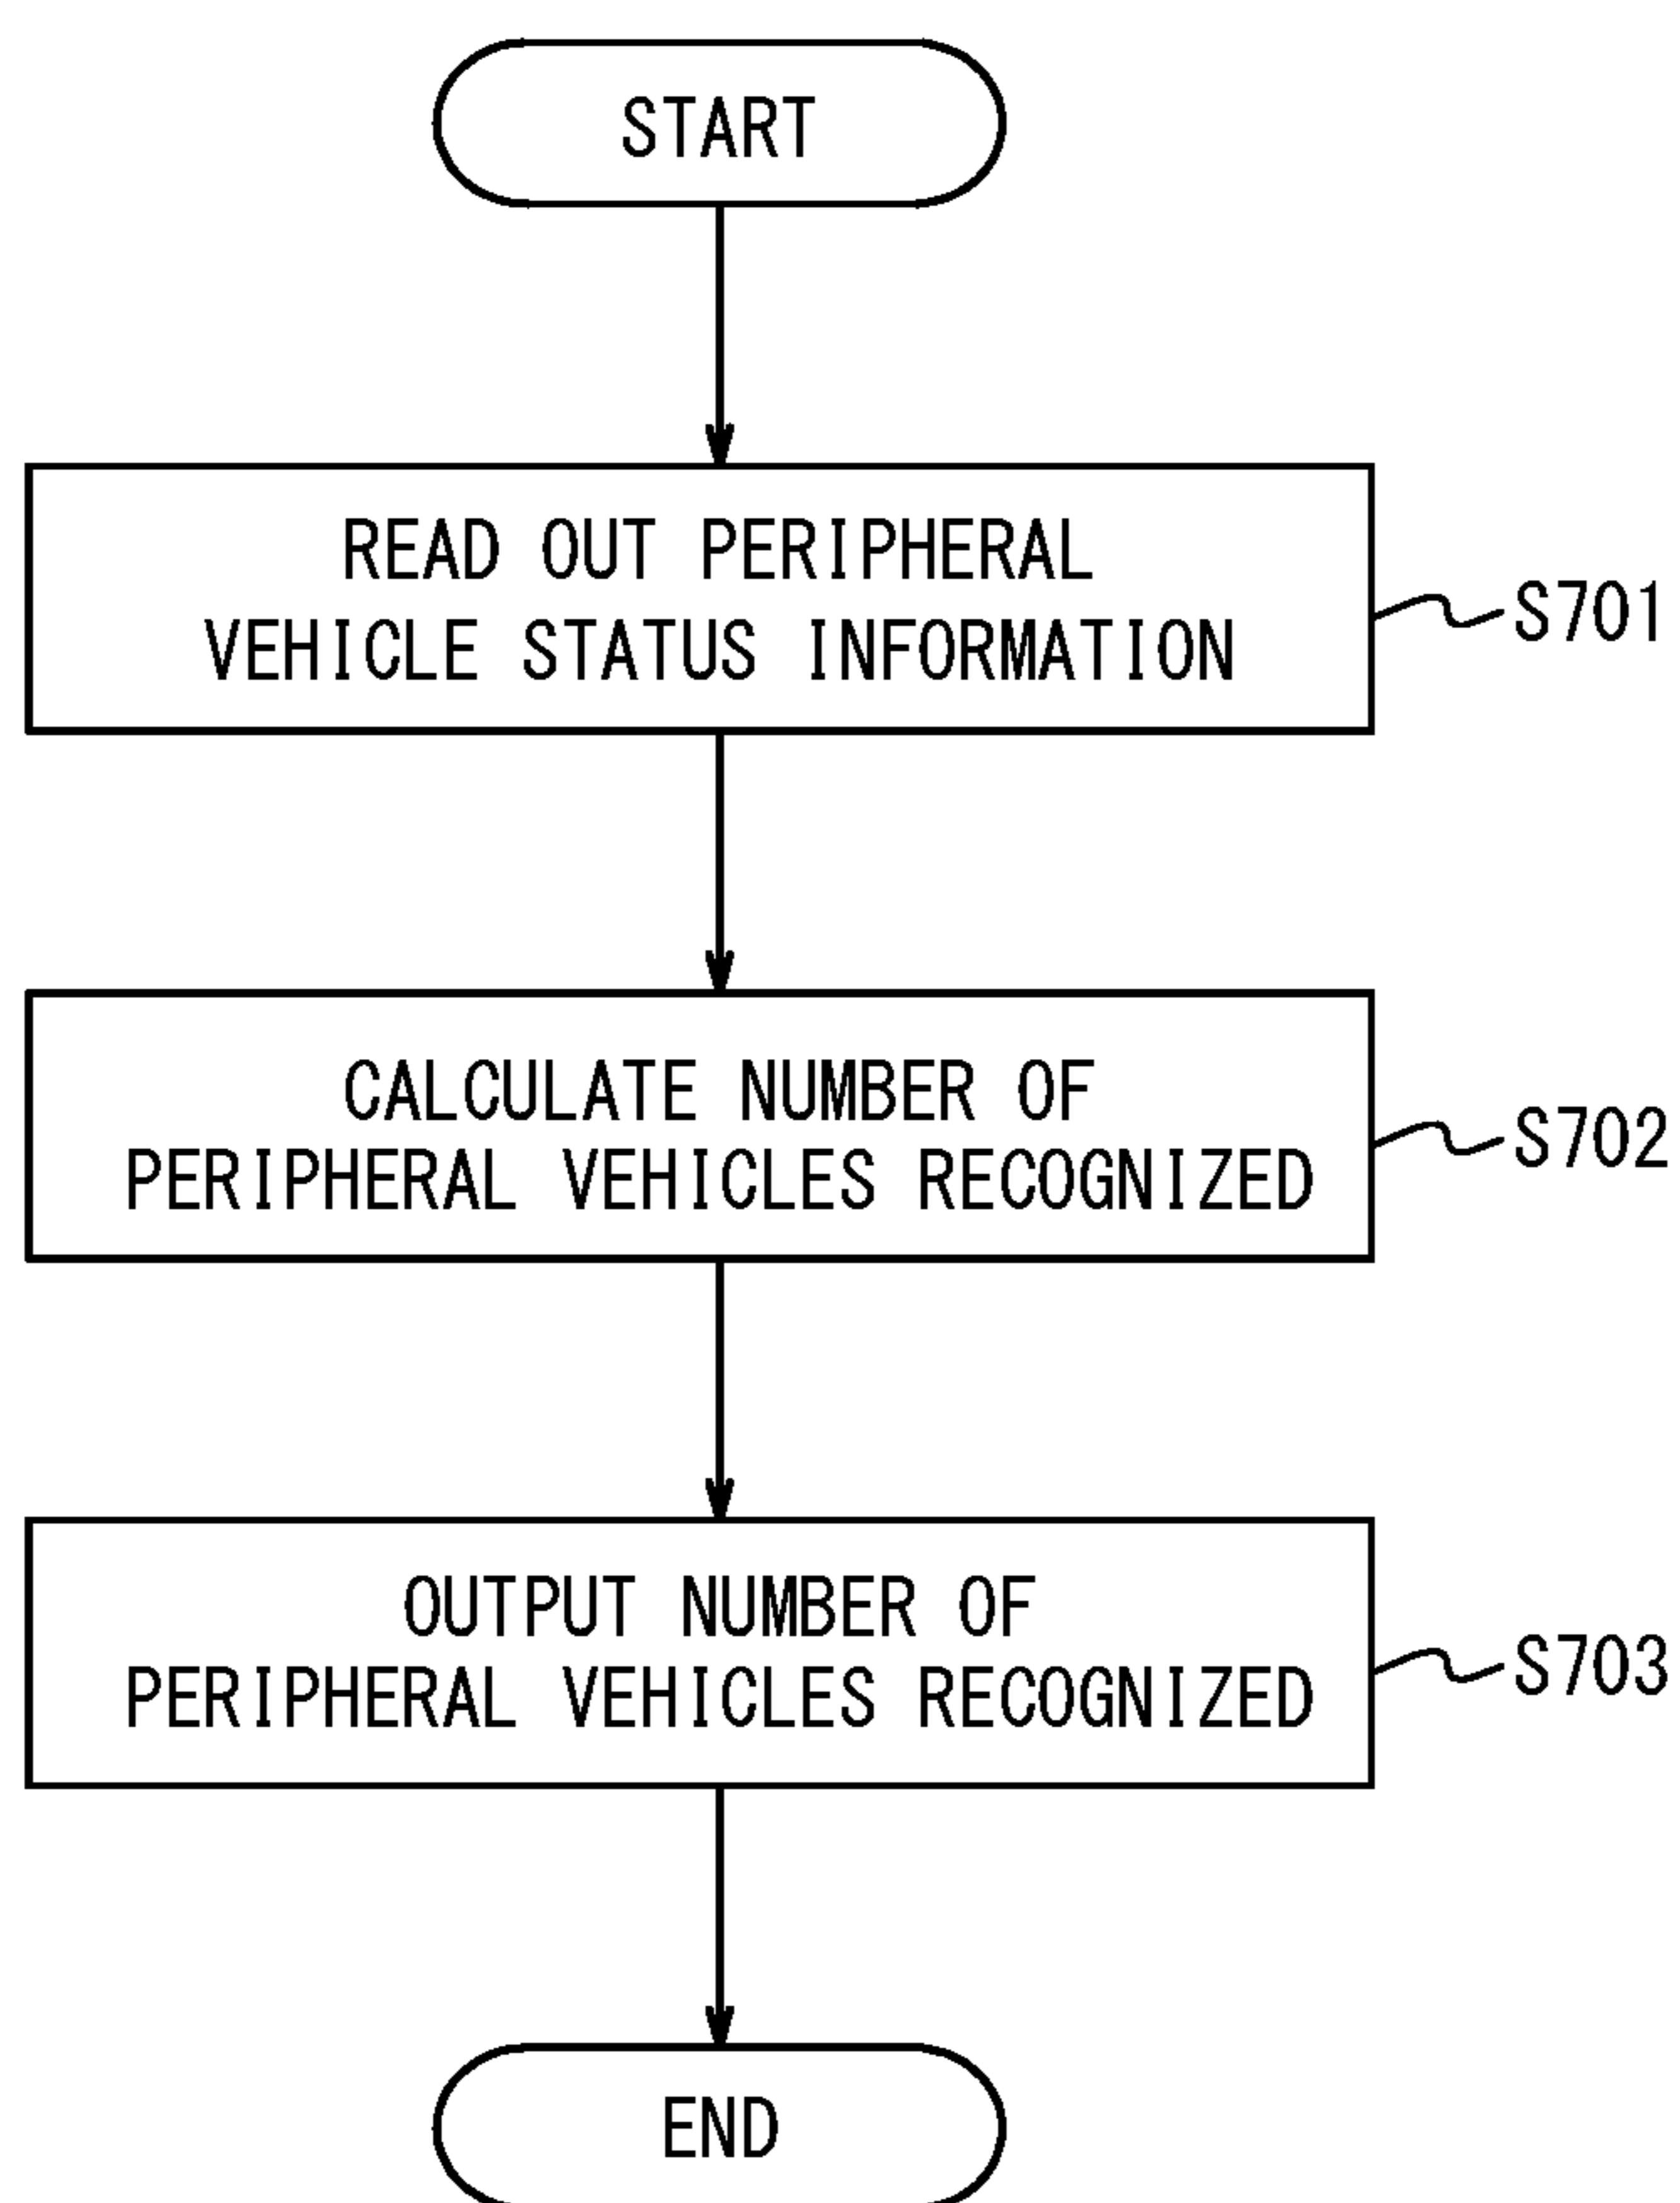 START
READ OUT PERIPHERAL
VEHICLE STATUS INFORMATION
S701
CALCULATE NUMBER OF
PERIPHERAL VEHICLES RECOGNIZED
S702
OUTPUT NUMBER OF
PERIPHERAL VEHICLES RECOGNIZED
S703
END